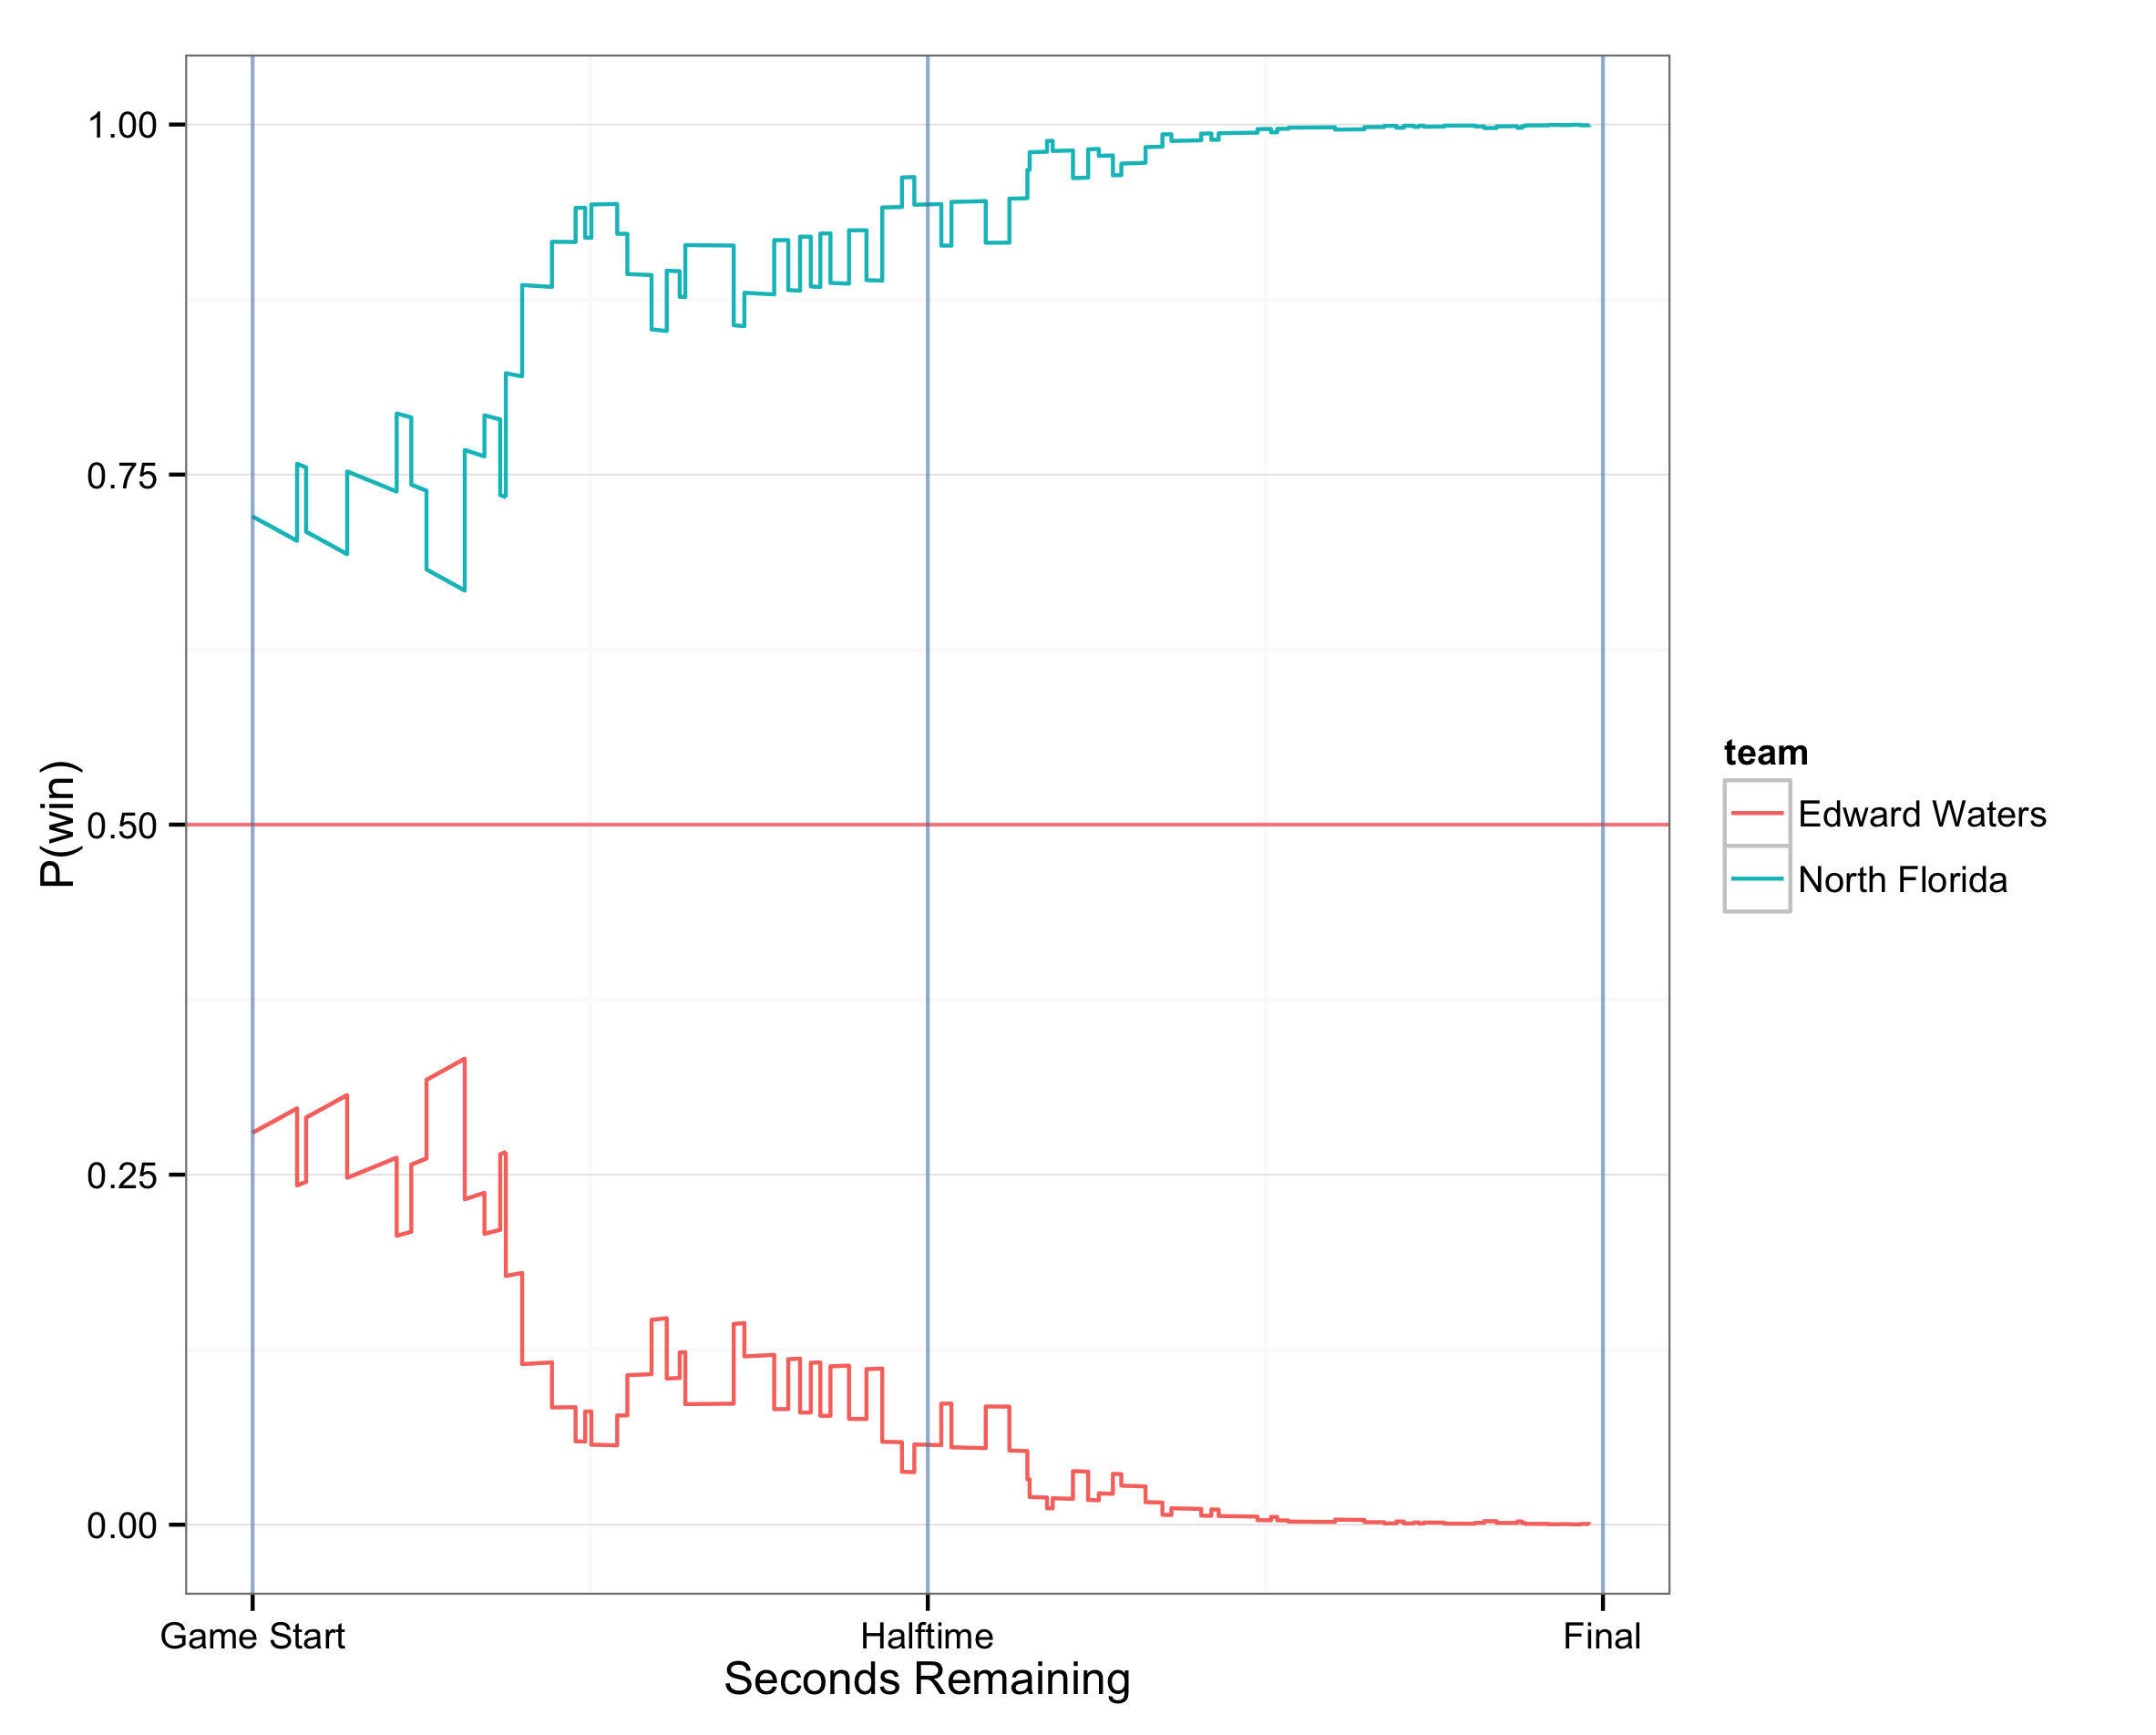 1.00
0.75
0.50
0.25
0.00
P(win)
Game Start
Halftime
Final
Seconds Remaining
team
Edward Waters
North Florida